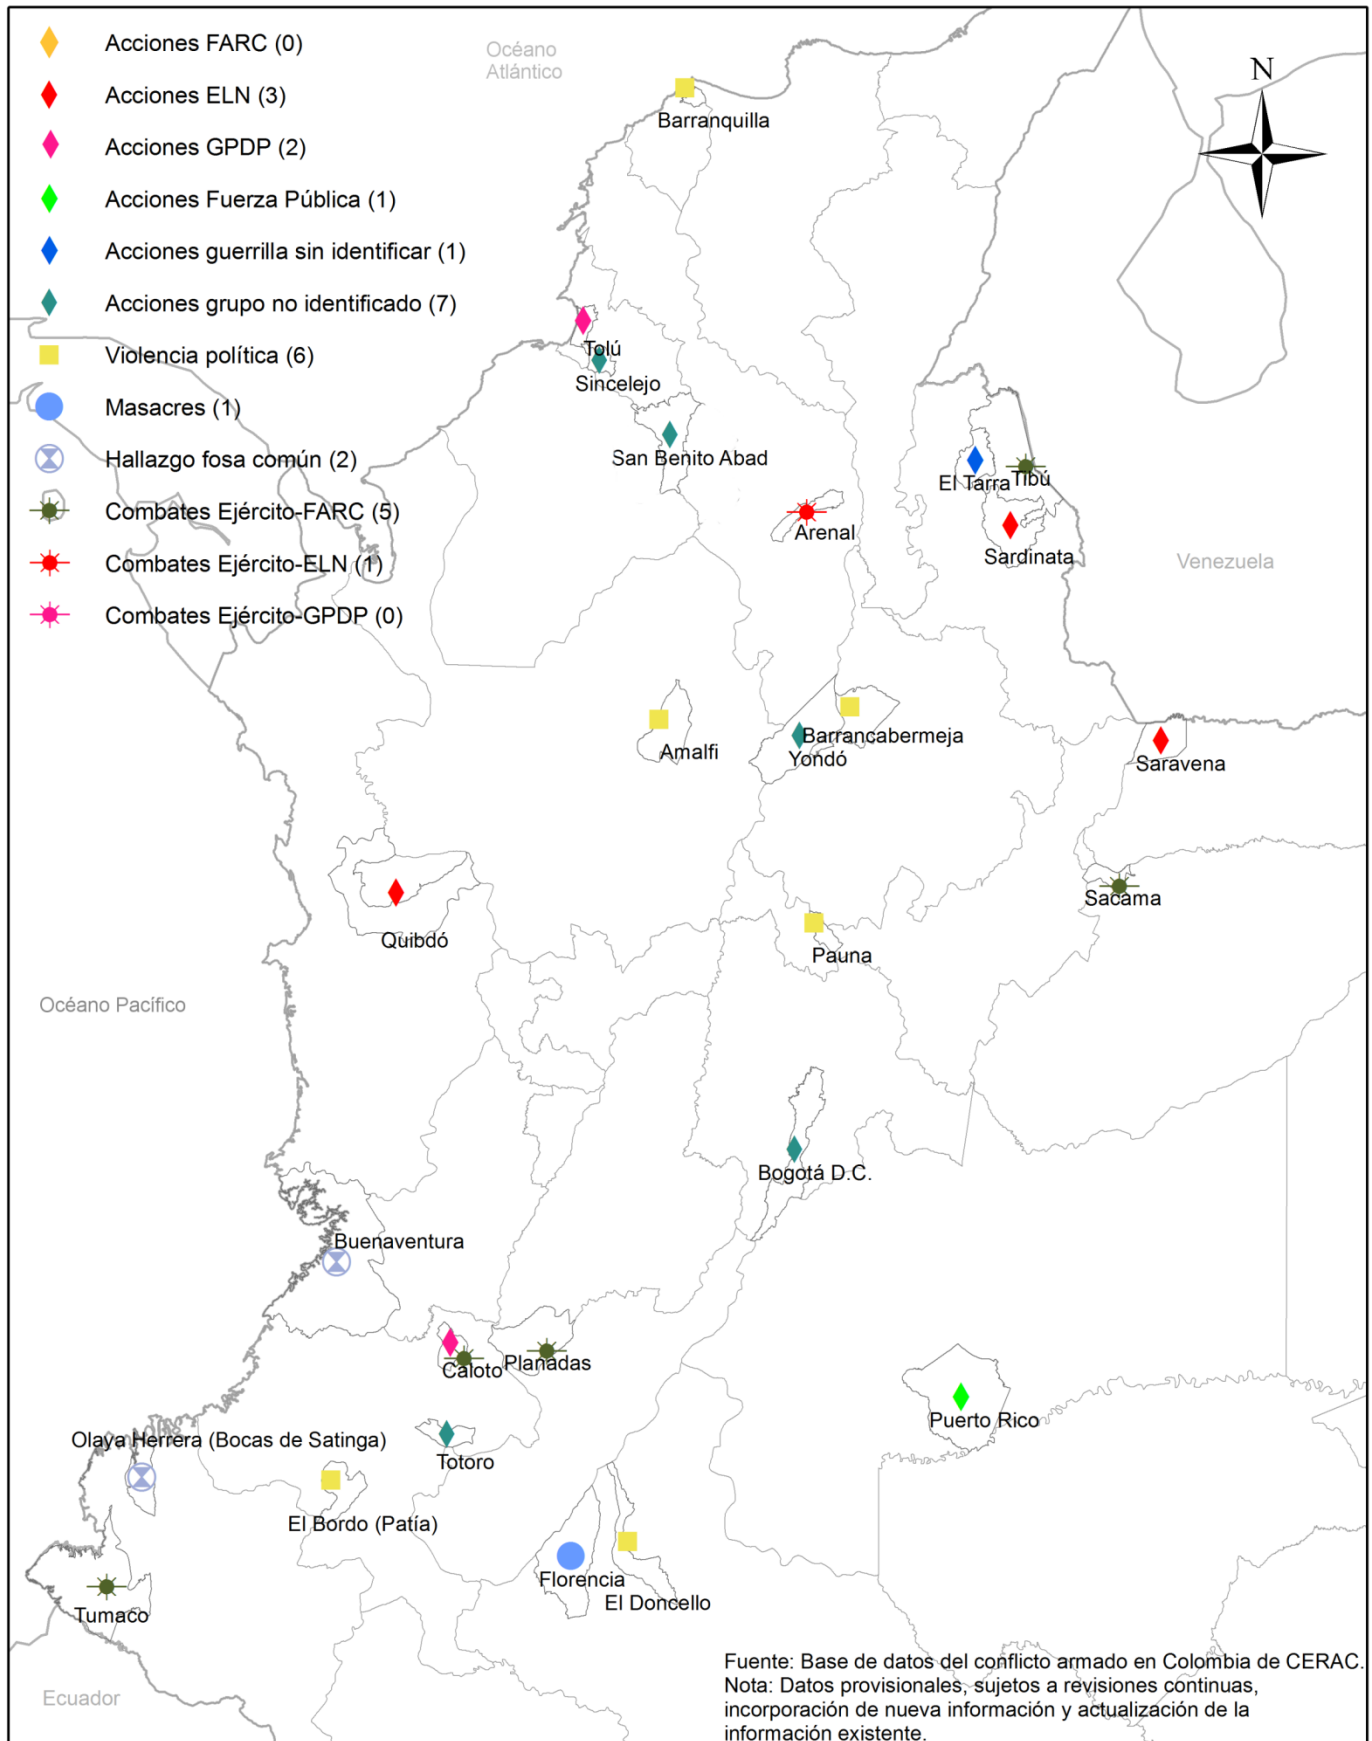 Acciones FARC (0)
Acciones ELN (3)
Acciones GPDP (2)
Acciones Fuerza Pública (1)
Acciones guerrilla sin identificar (1)
Acciones grupo no identificado (7)
Violencia política (6)
Masacres (1)
Hallazgo fosa común (2)
Combates Ejército-FARC (5)
Combates Ejército-ELN (1)
Combates Ejército-GPDP (0)
Océano
Atlántico
N
Barranquilla
Tolú
Sincelejo
San Benito Abad
El Tarra
Tibú
Arenal
Sardinata
Venezuela
Amalfi
Barrancabermeja
Yondó
Saravena
Sacama
Quibdó
Pauna
Océano Pacífico
Bogotá D.C.
Buenaventura
Caloto
Planadas
Puerto Rico
Olaya Herrera (Bocas de Satinga)
Totoro
El Bordo (Patía)
Florencia
El Doncello
Tumaco
Ecuador
Fuente: Base de datos del conflicto armado en Colombia de CERAC.
Nota: Datos provisionales, sujetos a revisiones continuas,
incorporación de nueva información y actualización de la
información existente.